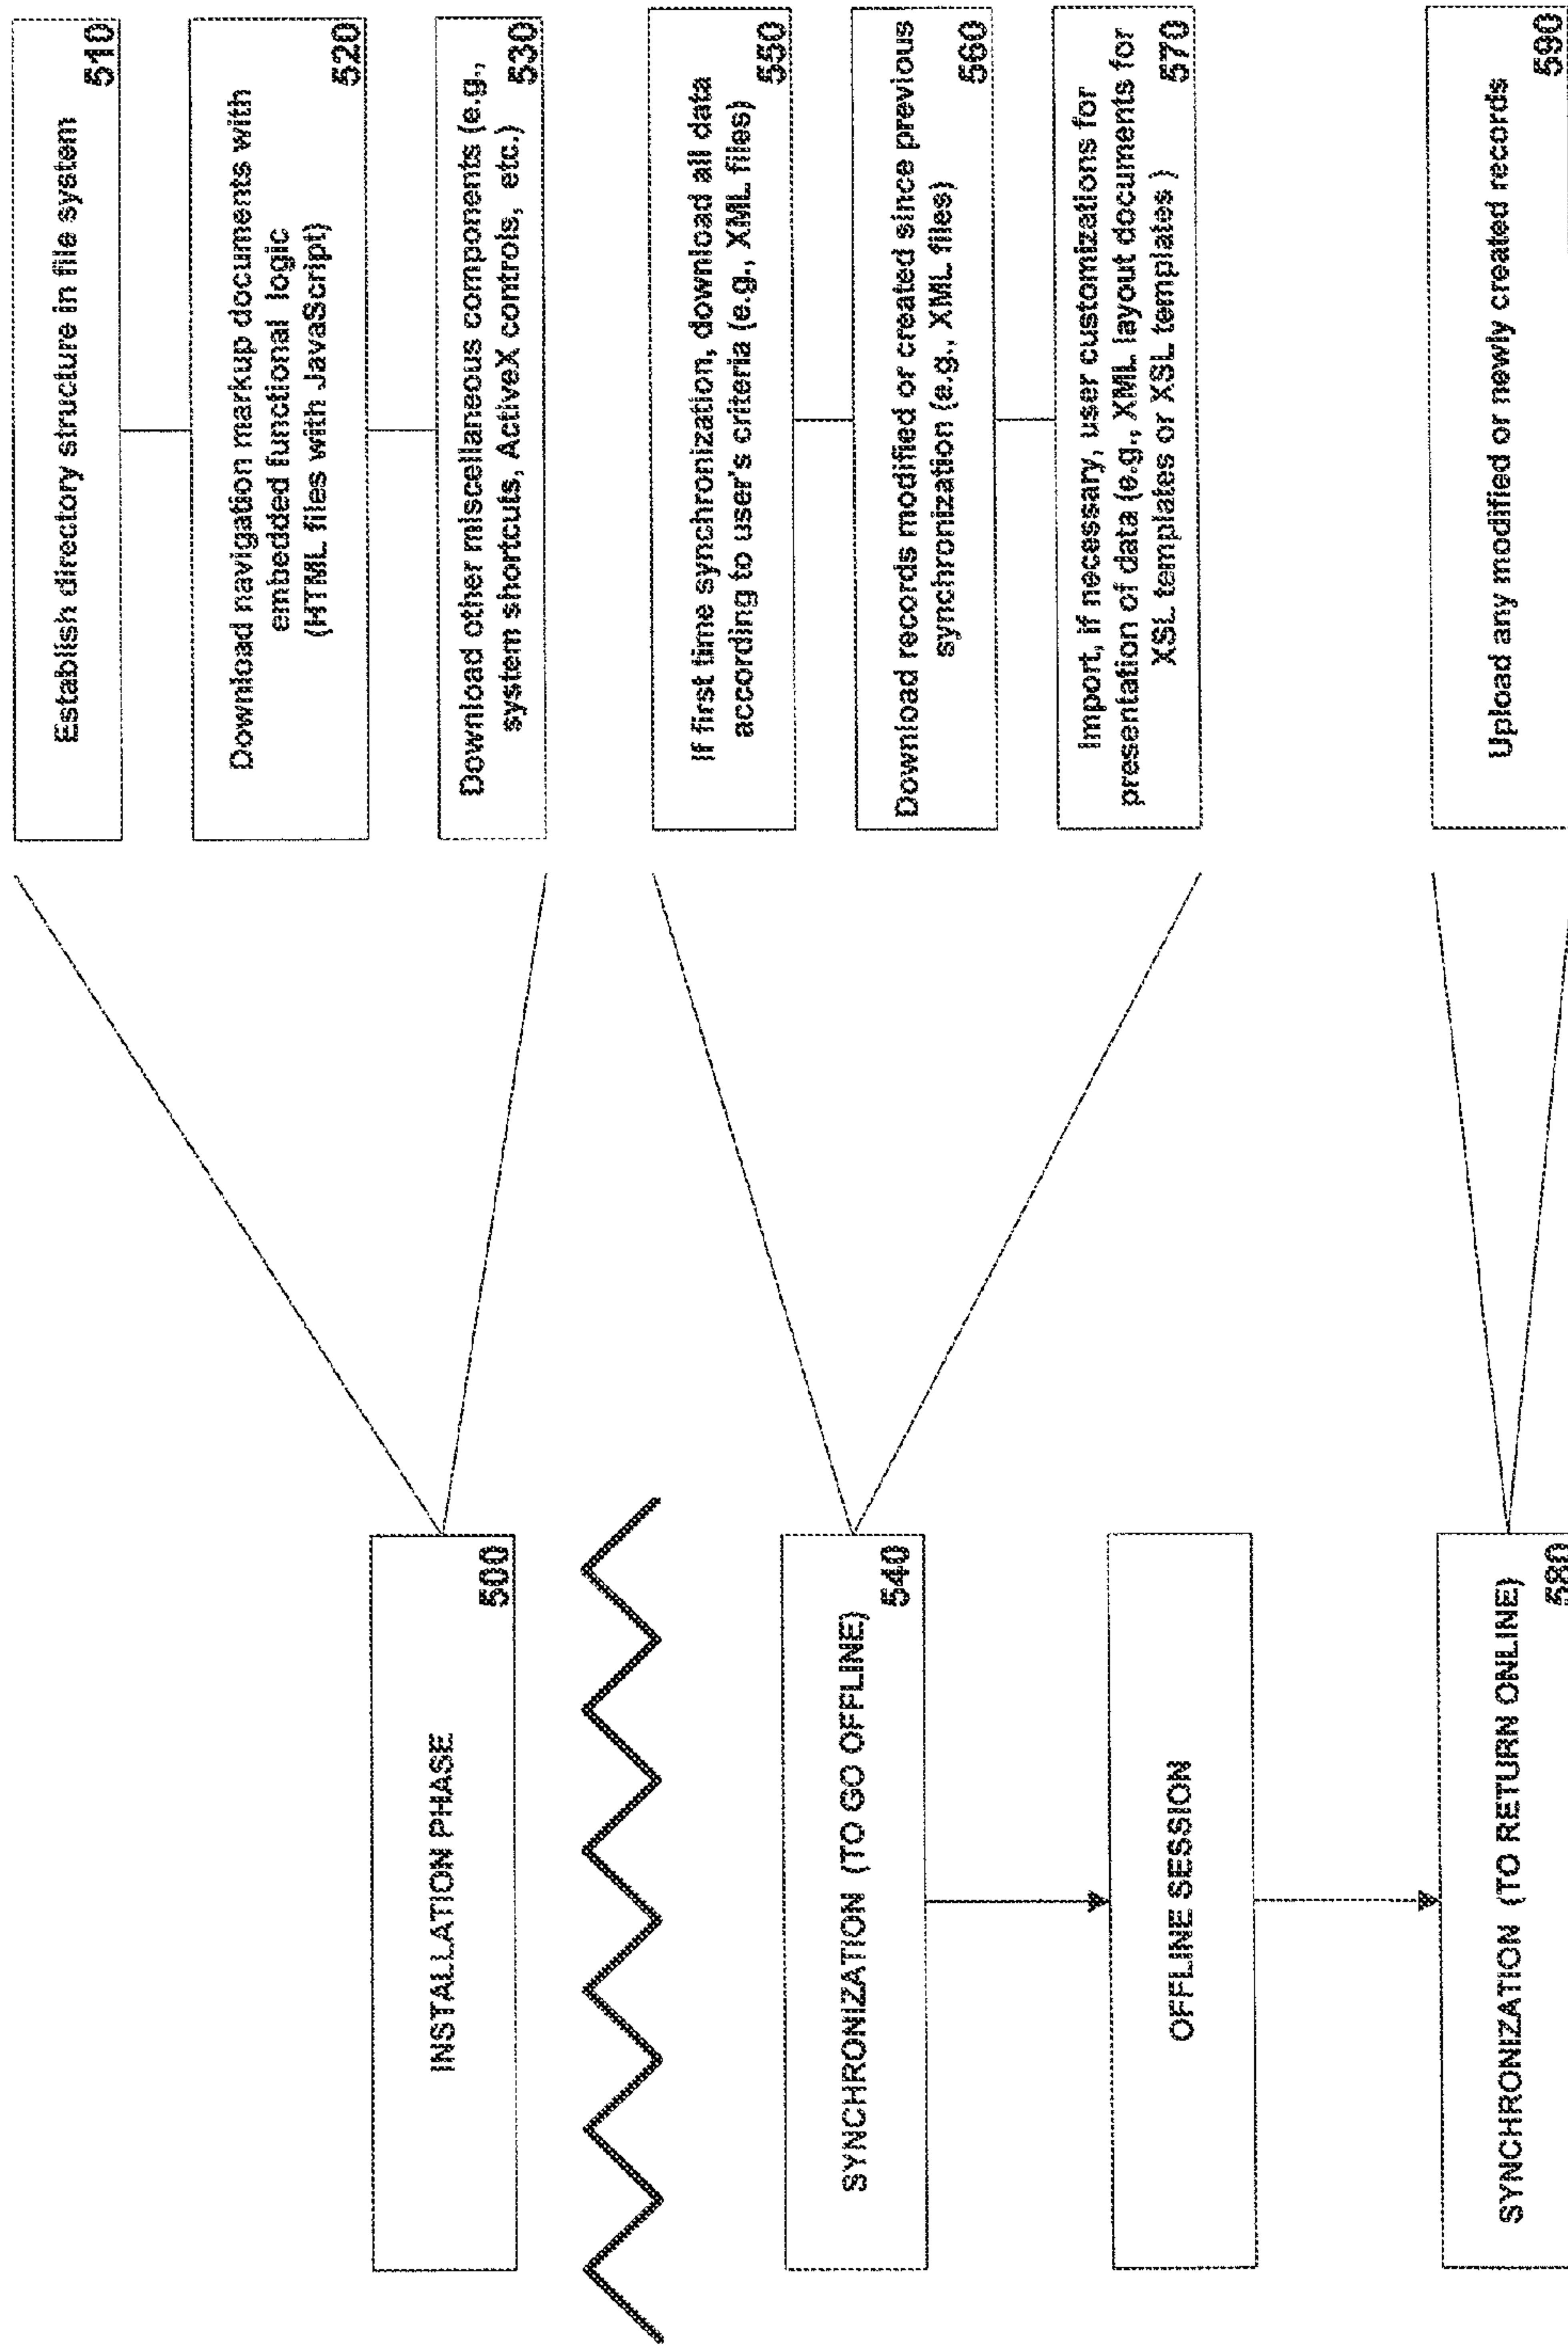 INSTALLATION PHASE
500
Establish directory structure in file system
510
Download navigation markup documents with
embedded functional logic
(HTML files with JavaScript)
520
Download other miscellaneous components (e.g.,
system shortcuts, ActiveX controls, etc.)
530
SYNCHRONIZATION (TO GO OFFLINE)
540
If first time synchronization, download all data
according to user's criteria (e.g., XML files)
550
Download records modified or created since previous
synchronization (e.g., XML files)
560
Import, if necessary, user customizations for
presentation of data (e.g., XML layout documents for
XSL templates or XSL templates )
570
OFFLINE SESSION
SYNCHRONIZATION (TO RETURN ONLINE)
580
Upload any modified or newly created records
590